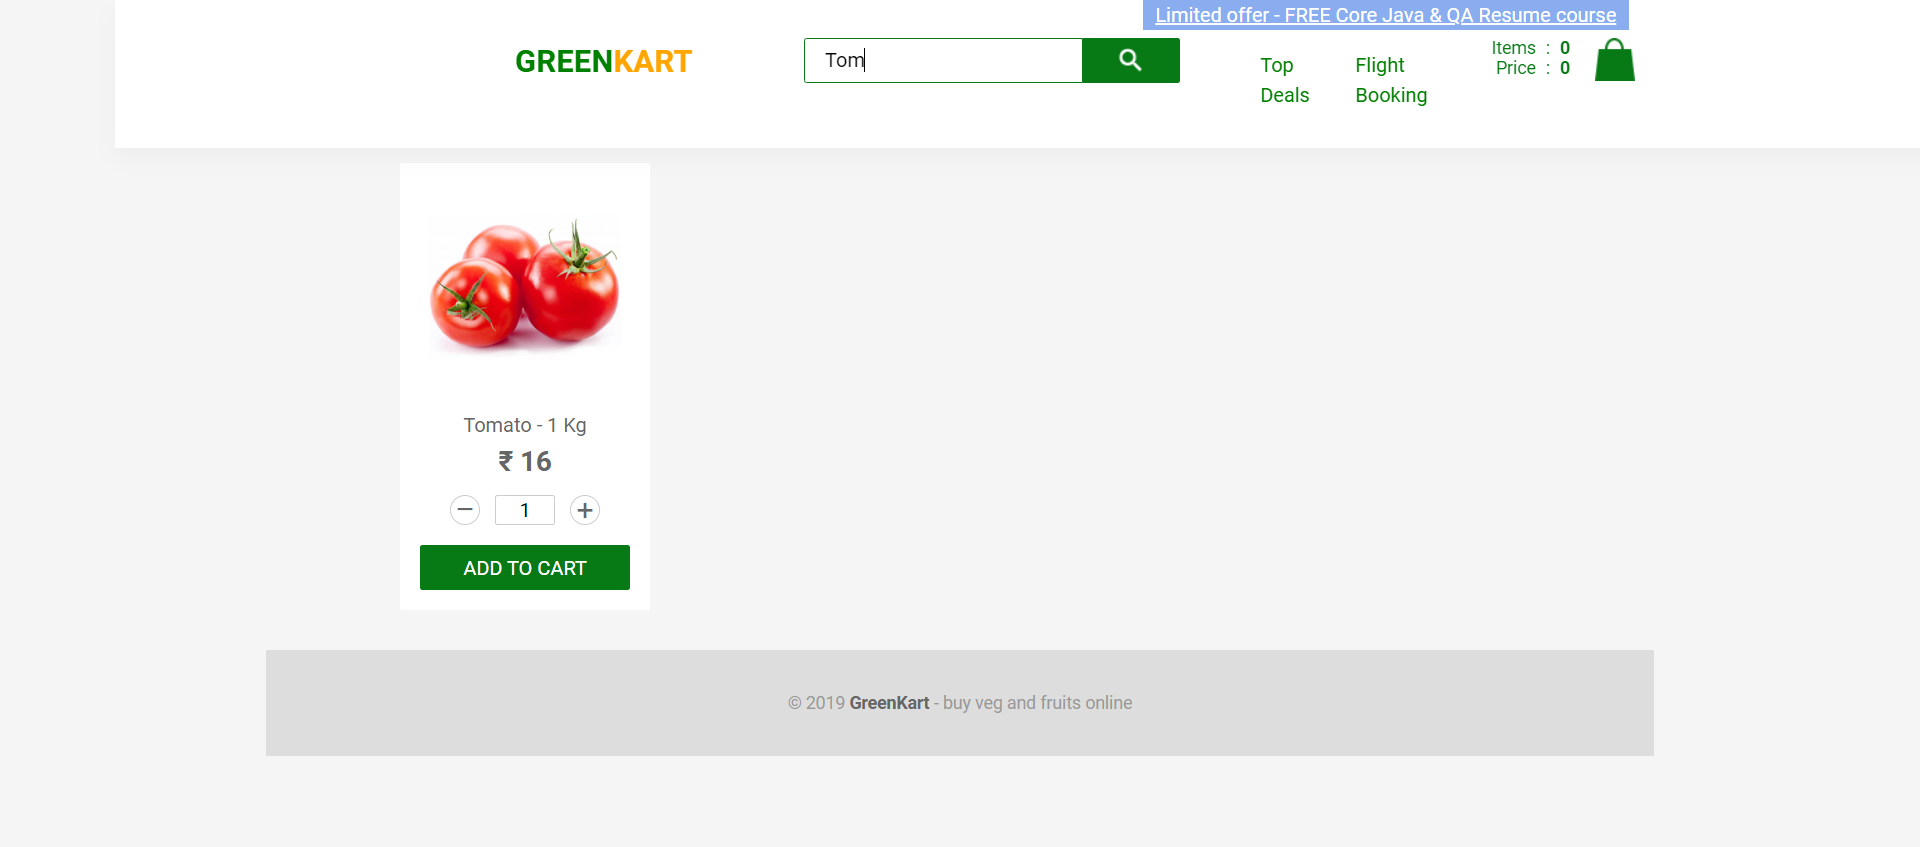 Limited offer - FREE Core Java & QA Resume course
GREENKART
Tom
Top
Deals
Flight
Booking
Items : 0
Price : 0
Tomato - 1 Kg
₹ 16
− 1 +
ADD TO CART
© 2019 GreenKart - buy veg and fruits online